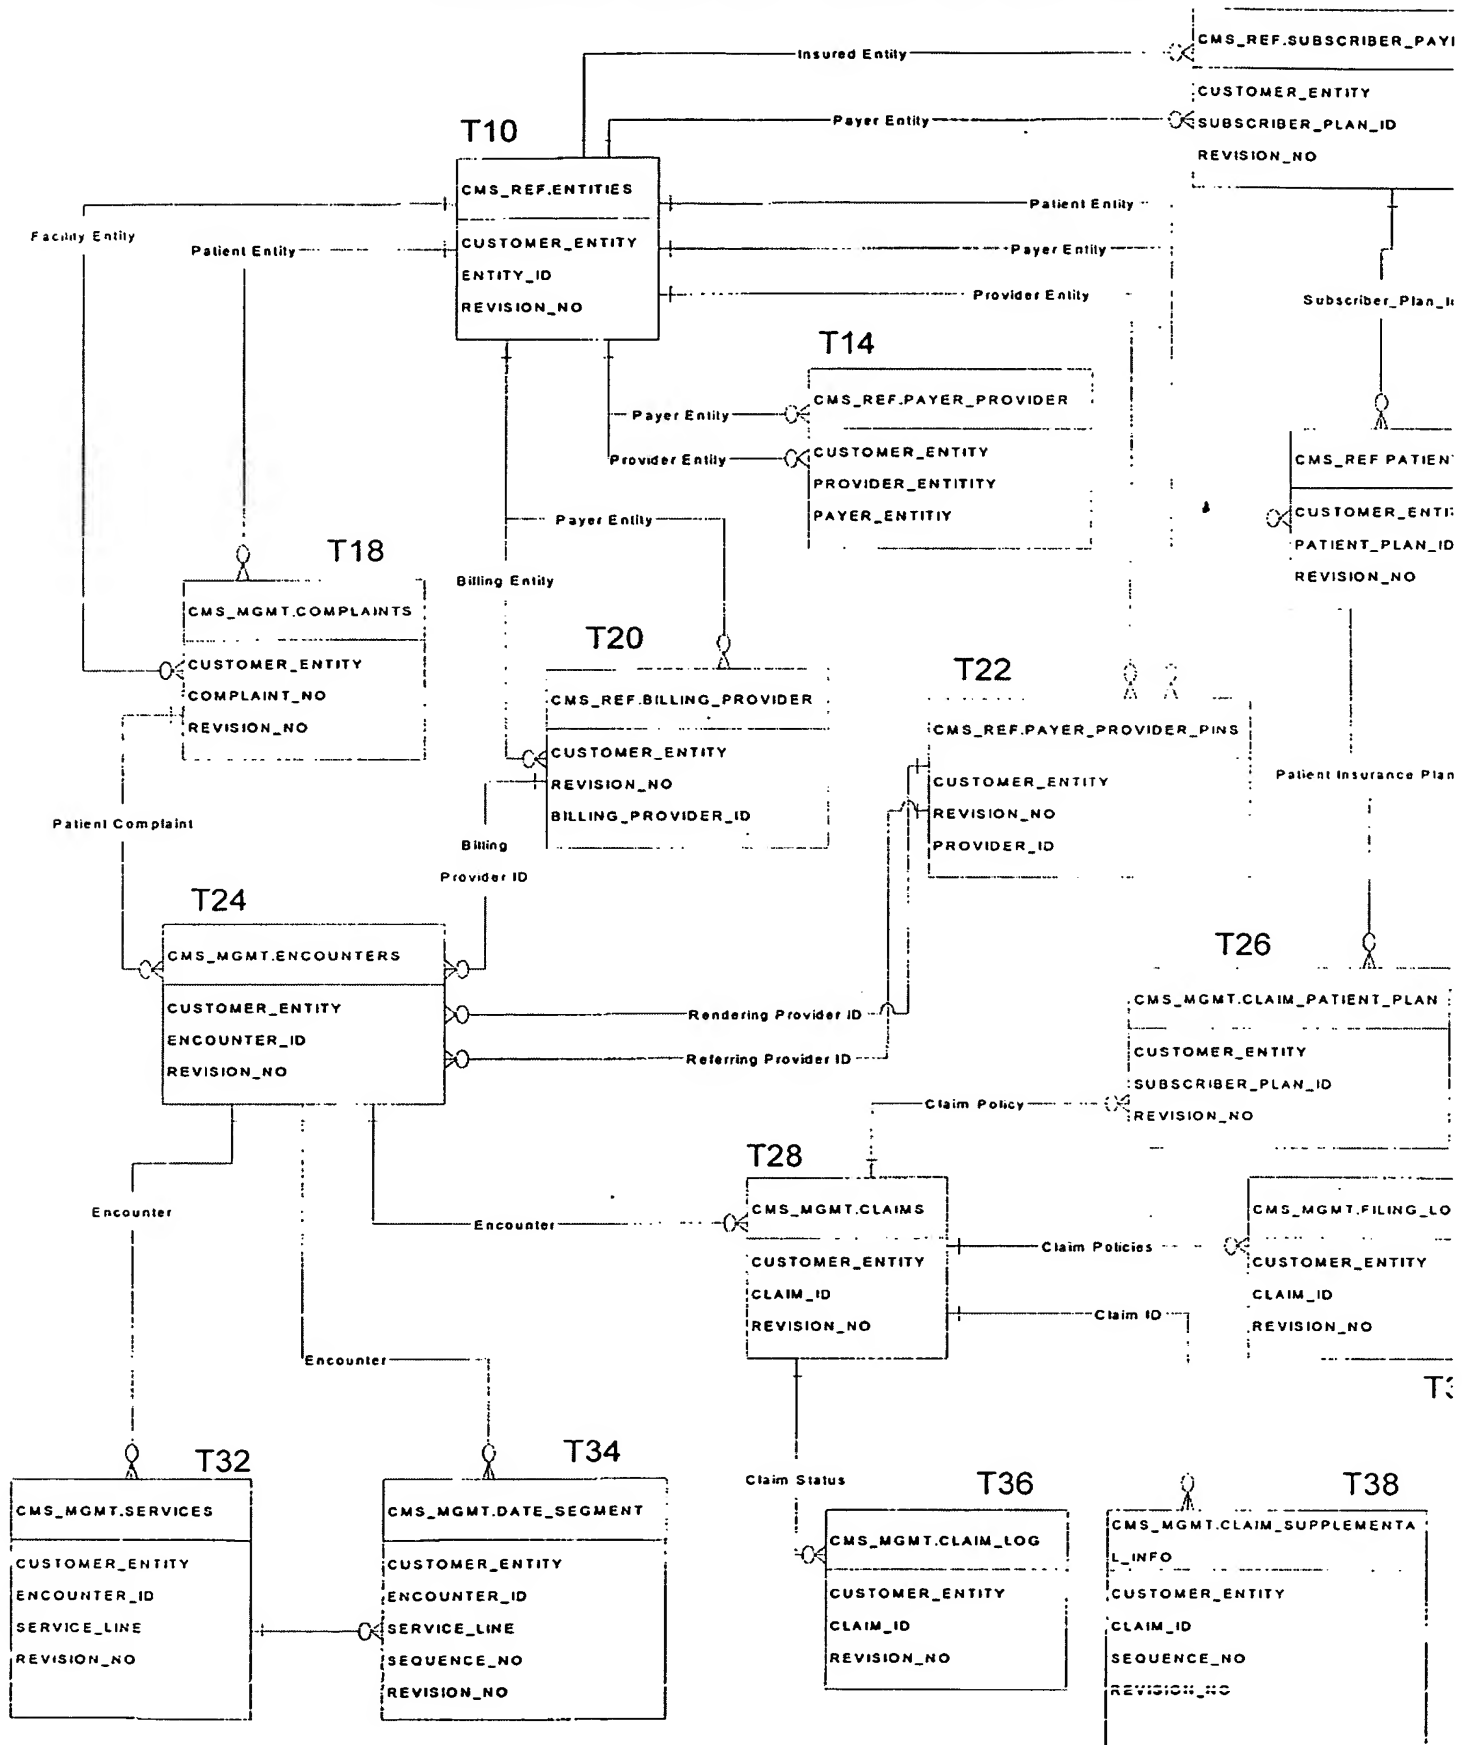 CMS_REF.SUBSCRIBER_PAY
CUSTOMER_ENTITY
SUBSCRIBER_PLAN_ID
REVISION_NO
Insured Entity
Payer Entity
T10
CMS_REF.ENTITIES
CUSTOMER_ENTITY
ENTITY_ID
REVISION_NO
Facility Entity
Patient Entity
Patient Entity
Payer Entity
Provider Entity
Subscriber_Plan_I
T14
CMS_REF.PAYER_PROVIDER
CUSTOMER_ENTITY
PROVIDER_ENTITITY
PAYER_ENTITIY
Payer Entity
Provider Entity
CMS_REF PATIEN
CUSTOMER_ENTI
PATIENT_PLAN_ID
REVISION_NO
Payer Entity
Billing Entity
T18
CMS_MGMT.COMPLAINTS
CUSTOMER_ENTITY
COMPLAINT_NO
REVISION_NO
T20
CMS_REF.BILLING_PROVIDER
CUSTOMER_ENTITY
REVISION_NO
BILLING_PROVIDER_ID
T22
CMS_REF.PAYER_PROVIDER_PINS
CUSTOMER_ENTITY
REVISION_NO
PROVIDER_ID
Patient Insurance Plan
Patient Complaint
Billing
Provider ID
T24
CMS_MGMT.ENCOUNTERS
CUSTOMER_ENTITY
ENCOUNTER_ID
REVISION_NO
Rendering Provider ID
Referring Provider ID
T26
CMS_MGMT.CLAIM_PATIENT_PLAN
CUSTOMER_ENTITY
SUBSCRIBER_PLAN_ID
REVISION_NO
Claim Policy
T28
CMS_MGMT.CLAIMS
CUSTOMER_ENTITY
CLAIM_ID
REVISION_NO
Encounter
Encounter
Encounter
Claim Policies
Claim ID
CMS_MGMT.FILING_LO
CUSTOMER_ENTITY
CLAIM_ID
REVISION_NO
T32
CMS_MGMT.SERVICES
CUSTOMER_ENTITY
ENCOUNTER_ID
SERVICE_LINE
REVISION_NO
T34
CMS_MGMT.DATE_SEGMENT
CUSTOMER_ENTITY
ENCOUNTER_ID
SERVICE_LINE
SEQUENCE_NO
REVISION_NO
Claim Status
T36
CMS_MGMT.CLAIM_LOG
CUSTOMER_ENTITY
CLAIM_ID
REVISION_NO
T38
CMS_MGMT.CLAIM_SUPPLEMENTA
L_INFO
CUSTOMER_ENTITY
CLAIM_ID
SEQUENCE_NO
REVISION_NO